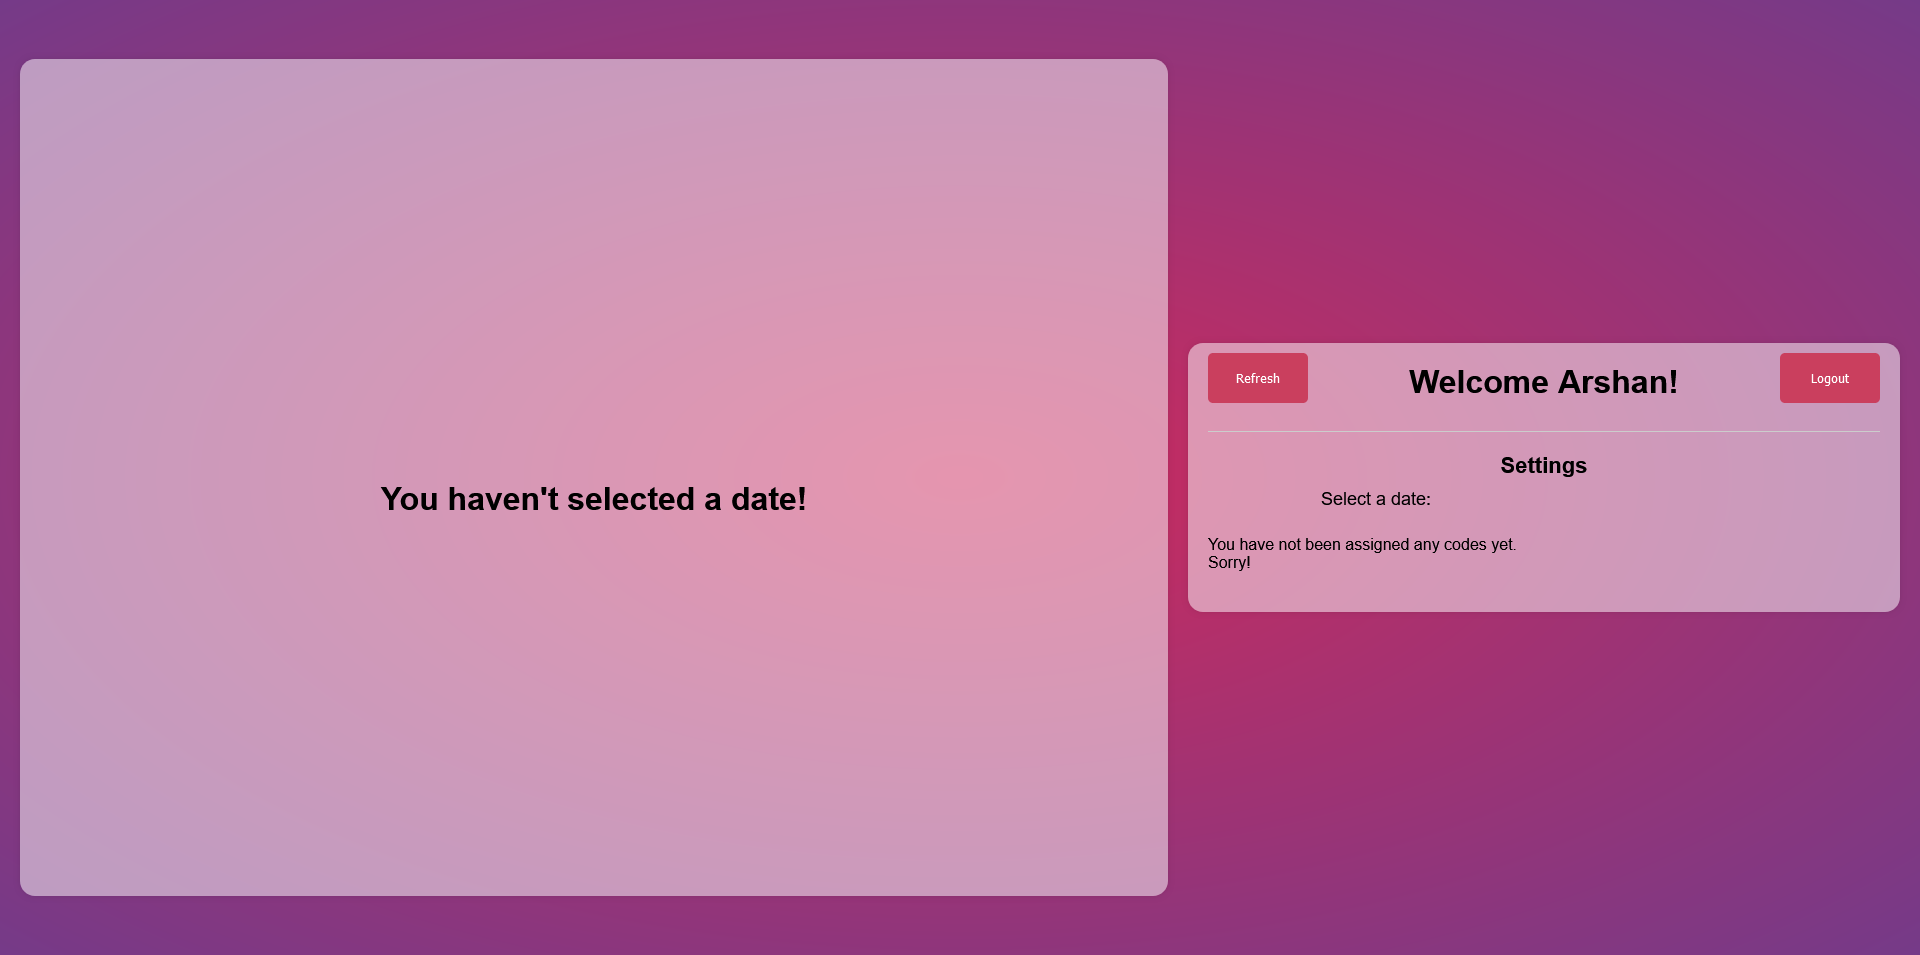 You haven't selected a date!
Refresh
Welcome Arshan!
Logout
Settings
Select a date:
You have not been assigned any codes yet.
Sorry!